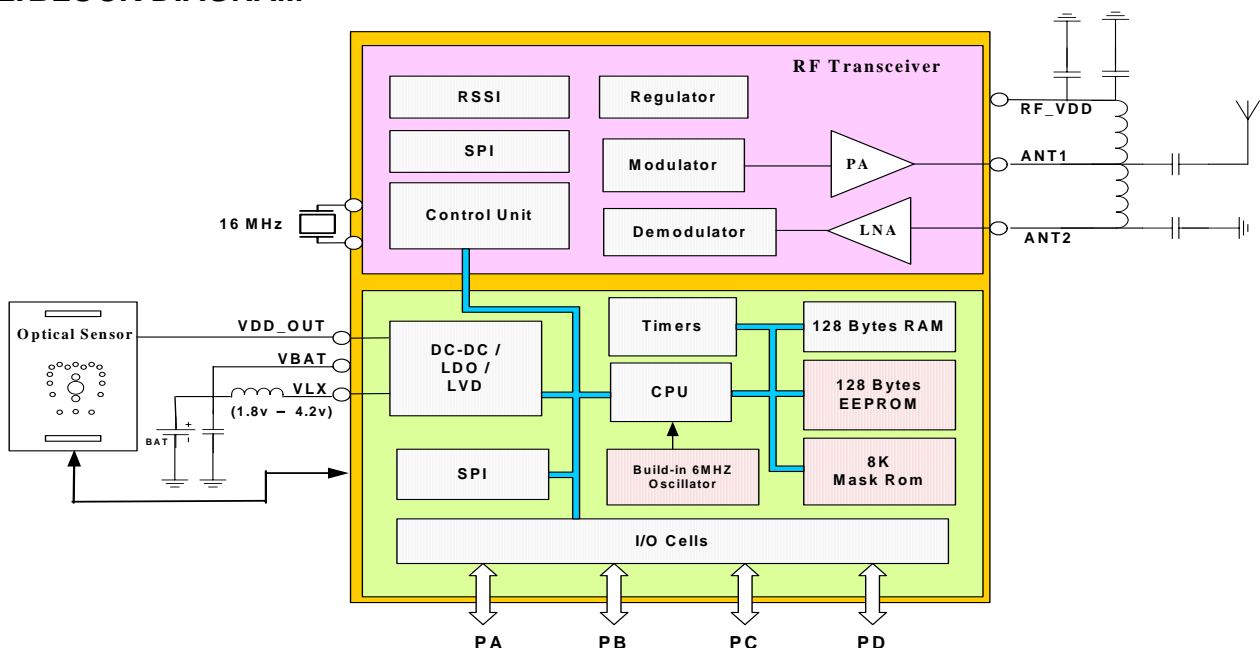 RF Transceiver
RSSI
Regulator
RF_VDD
SPI
Modulator
PA
ANT1
16 MHz
Control Unit
Demodulator
LNA
ANT2
Optical Sensor
VDD_OUT
VBAT
VLX
(1.8v – 4.2v)
BAT
+
-
DC-DC /
LDO /
LVD
Timers
128 Bytes RAM
CPU
128 Bytes
EEPROM
SPI
Build-in 6MHZ
Oscillator
8K
Mask Rom
I/O Cells
PA
PB
PC
PD